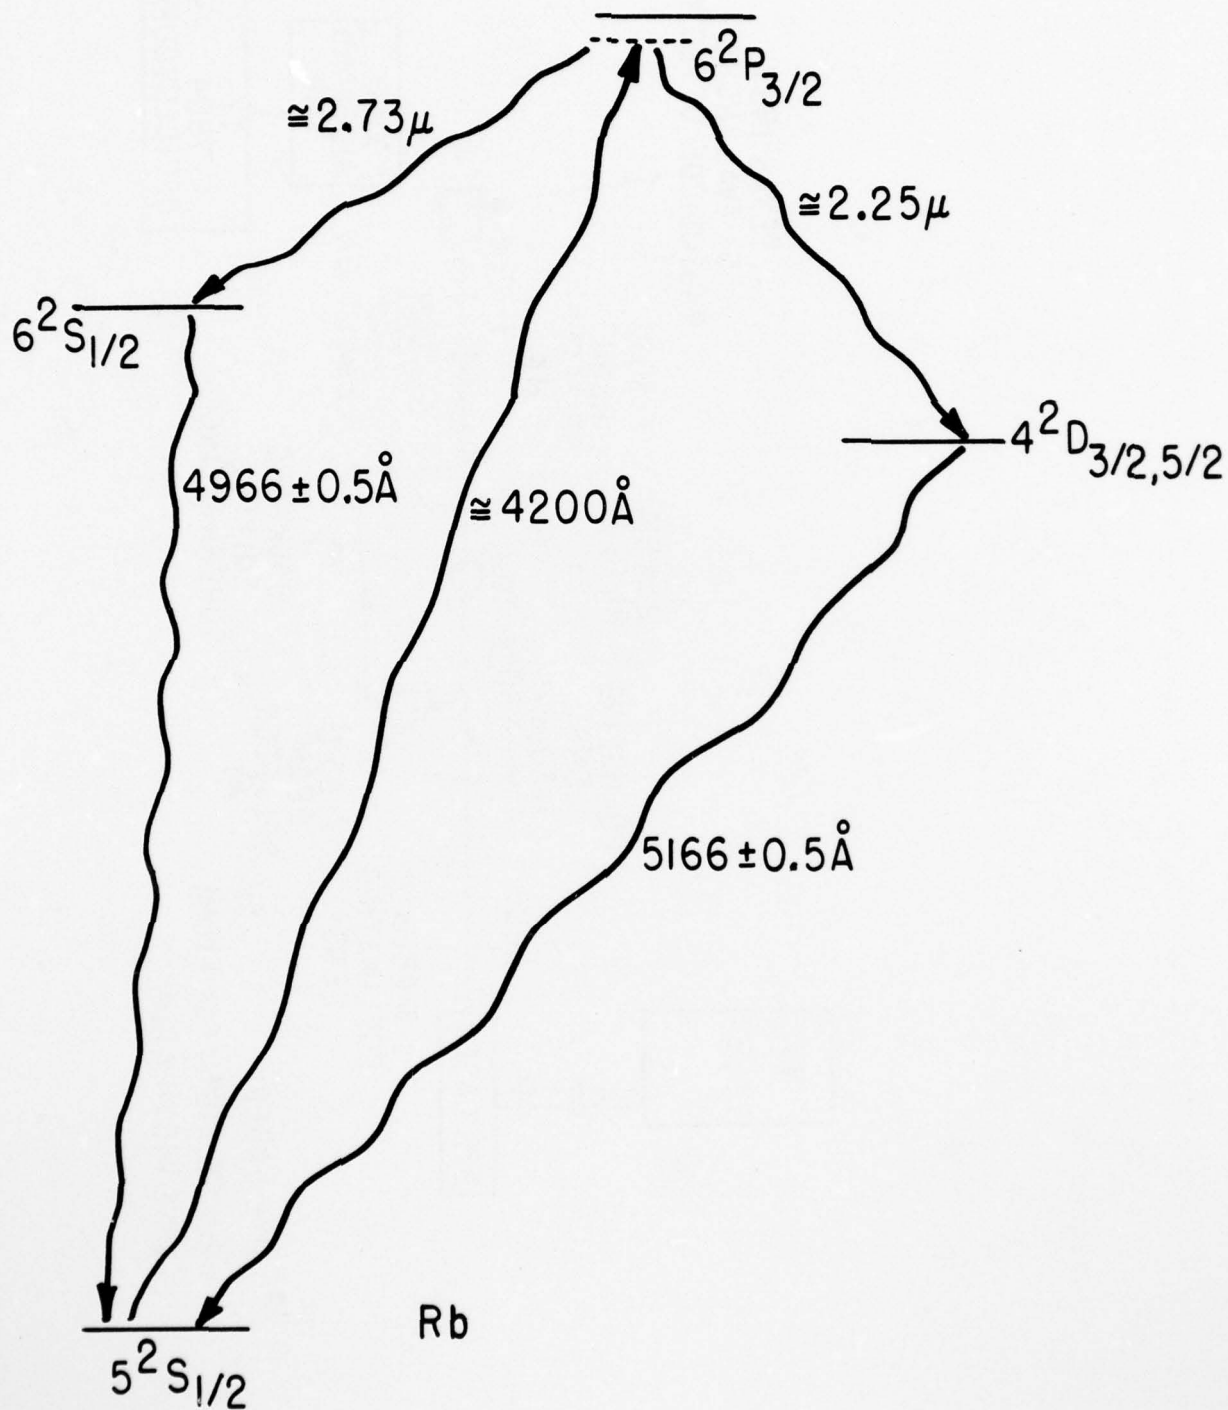 6²P₃/₂
≅2.73μ
≅2.25μ
6²S₁/₂
4²D₃/₂,₅/₂
4966±0.5Å
≅4200Å
5166±0.5Å
Rb
5²S₁/₂